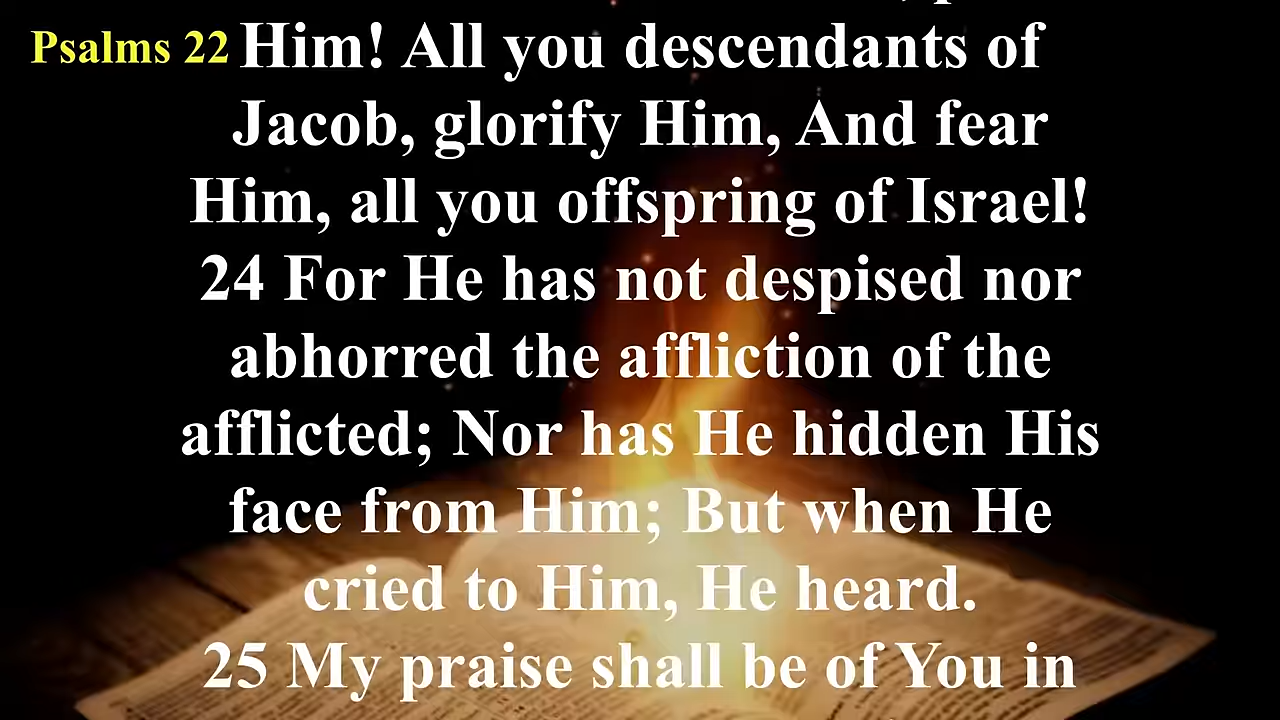 Psalms 22
Him! All you descendants of
Jacob, glorify Him, And fear
Him, all you offspring of Israel!
24 For He has not despised nor
abhorred the affliction of the
afflicted; Nor has He hidden His
face from Him; But when He
cried to Him, He heard.
25 My praise shall be of You in